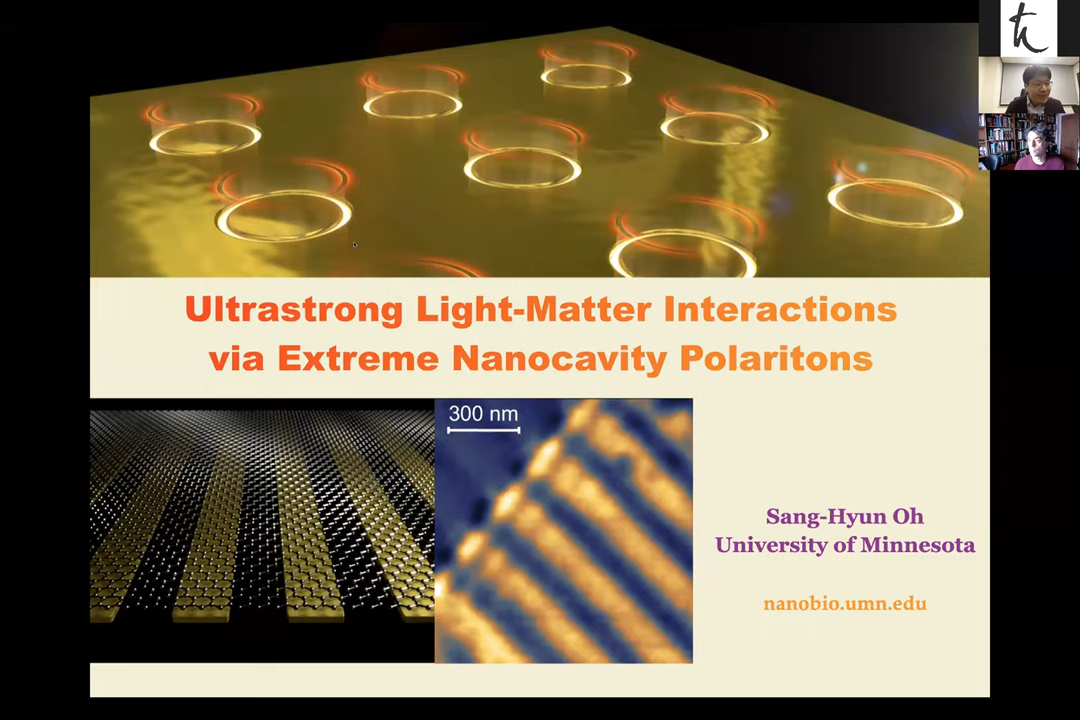 Ultrastrong Light-Matter Interactions
via Extreme Nanocavity Polaritons
300 nm
Sang-Hyun Oh
University of Minnesota
nanobio.umn.edu